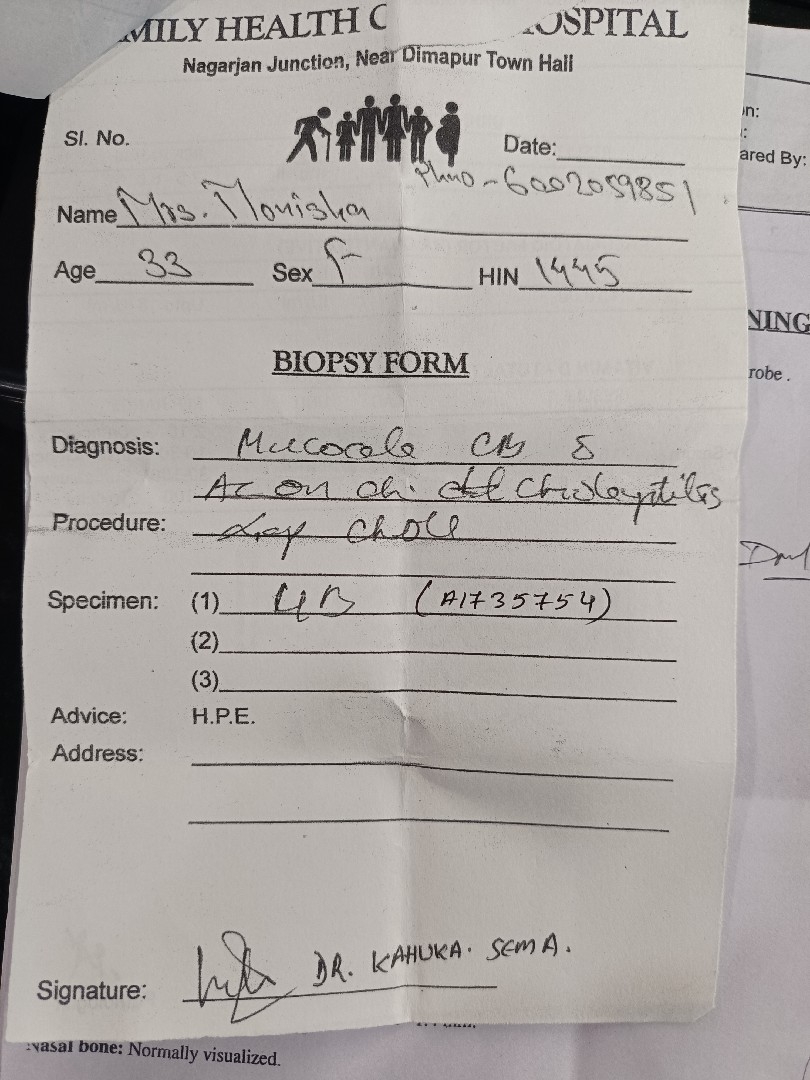 MILY HEALTH C OSPITAL
Nagarjan Junction, Near Dimapur Town Hall
Sl. No.
Date:
Phno - 6002059851
Name Mrs. Monisha
Age 33 Sex F HIN 1445
BIOPSY FORM
Diagnosis: Mucocele GB
Ac on ch. Cholecystitis
Procedure: Lap Chole
Specimen: (1) GB (A1735754)
(2)
(3)
Advice: H.P.E.
Address:
Signature: DR. KAHUKA. SEMA.
Nasal bone: Normally visualized.
on:
:
ared By:
NING
robe .